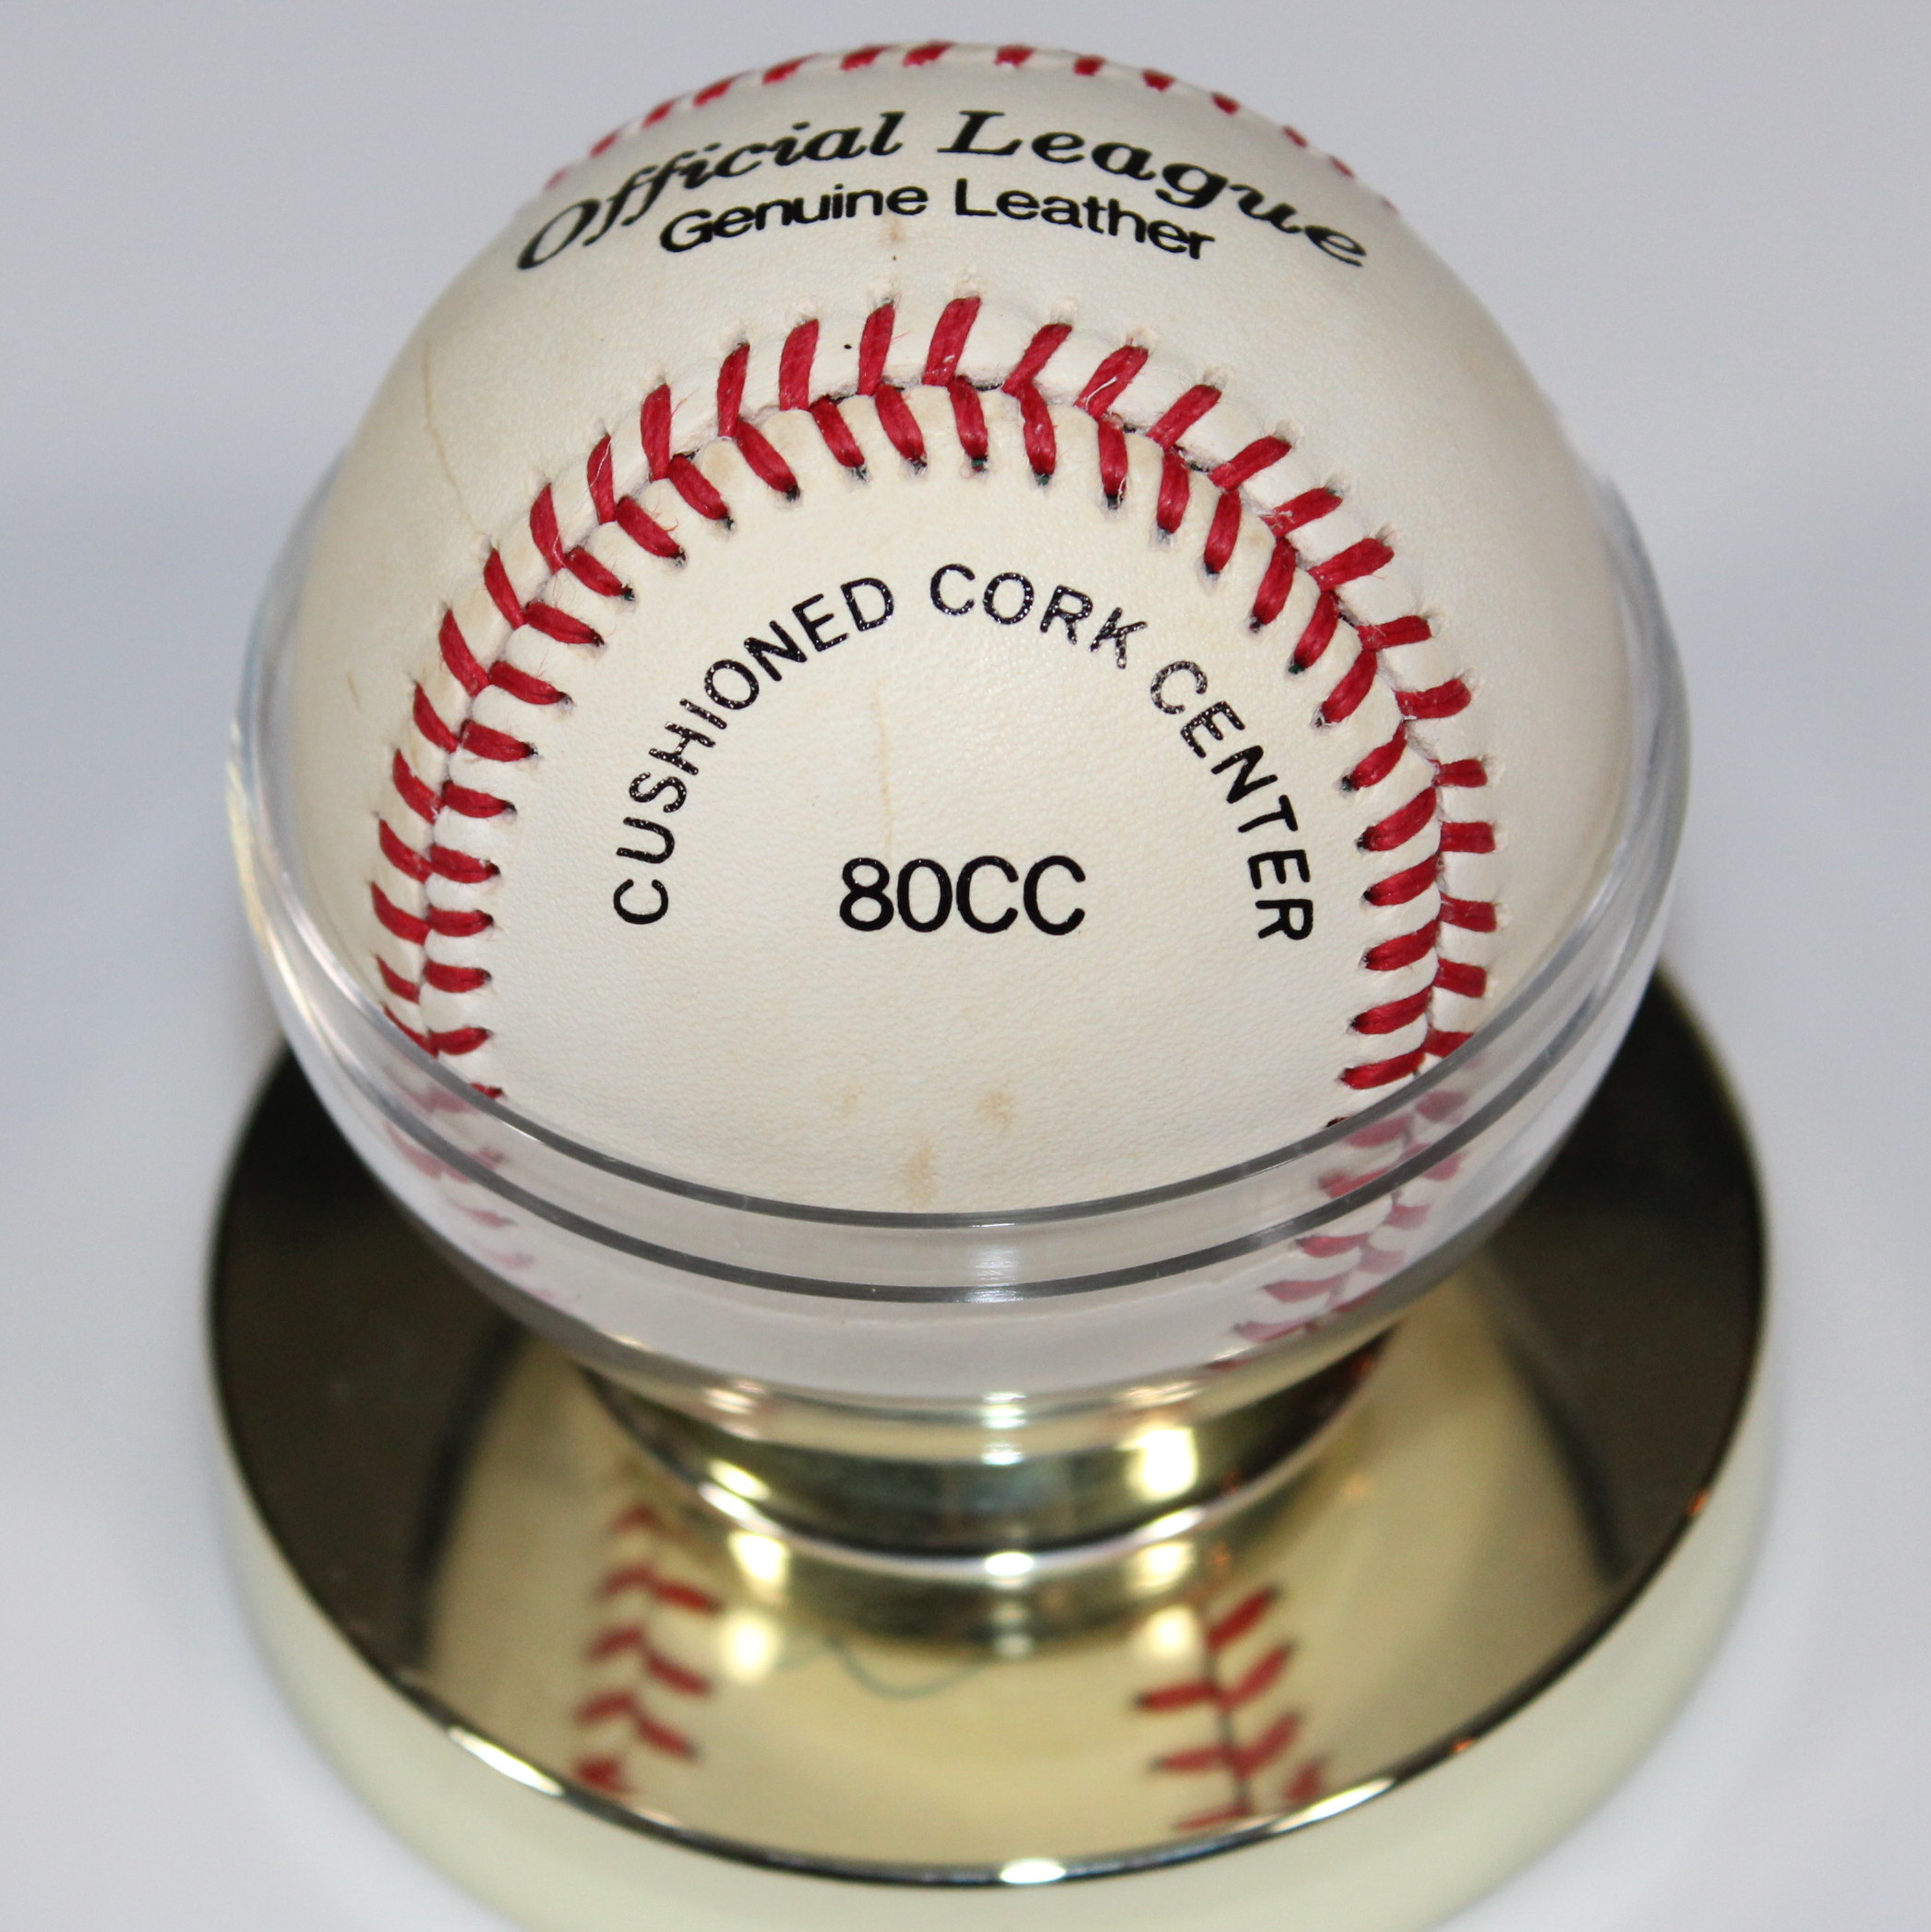 Official League
Genuine Leather
CUSHIONED CORK CENTER
80CC